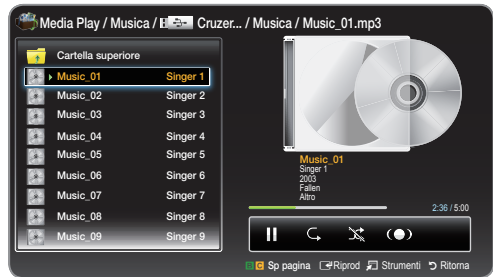 Media Play / Musica / Cruzer... / Musica / Music_01.mp3
Cartella superiore
Music_01 Singer 1
Music_02 Singer 2
Music_03 Singer 3
Music_04 Singer 4
Music_05 Singer 5
Music_06 Singer 6
Music_07 Singer 7
Music_08 Singer 8
Music_09 Singer 9
Music_01
Singer 1
2003
Fallen
Altro
2:36 / 5:00
B C Sp pagina Riprod Strumenti Ritorna